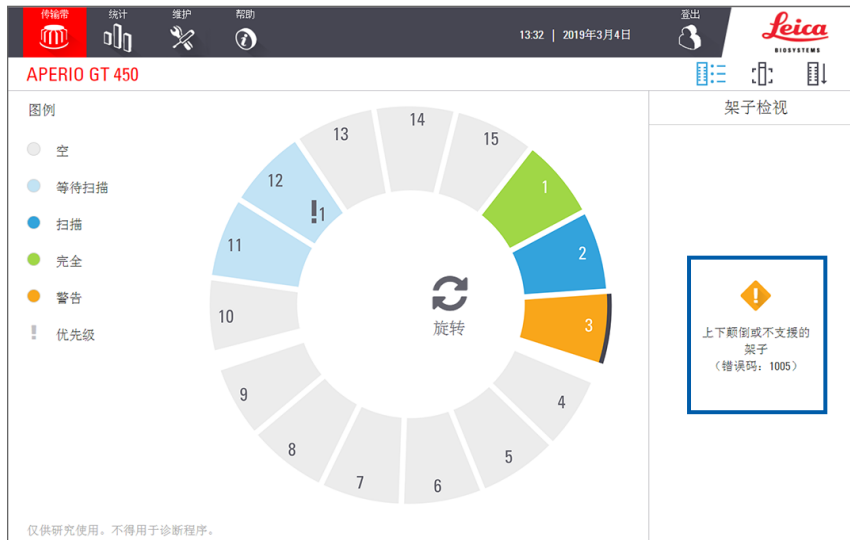 传输带
统计
维护
帮助
13:32 | 2019年3月4日
登出
Leica
BIOSYSTEMS
APERIO GT 450
图例
架子检视
空
等待扫描
扫描
完全
警告
! 优先级
13
14
15
12
!1
1
11
2
10
3
旋转
9
4
8
5
7
6
!
上下颠倒或不支援的
架子
（错误码：1005）
仅供研究使用。不得用于诊断程序。